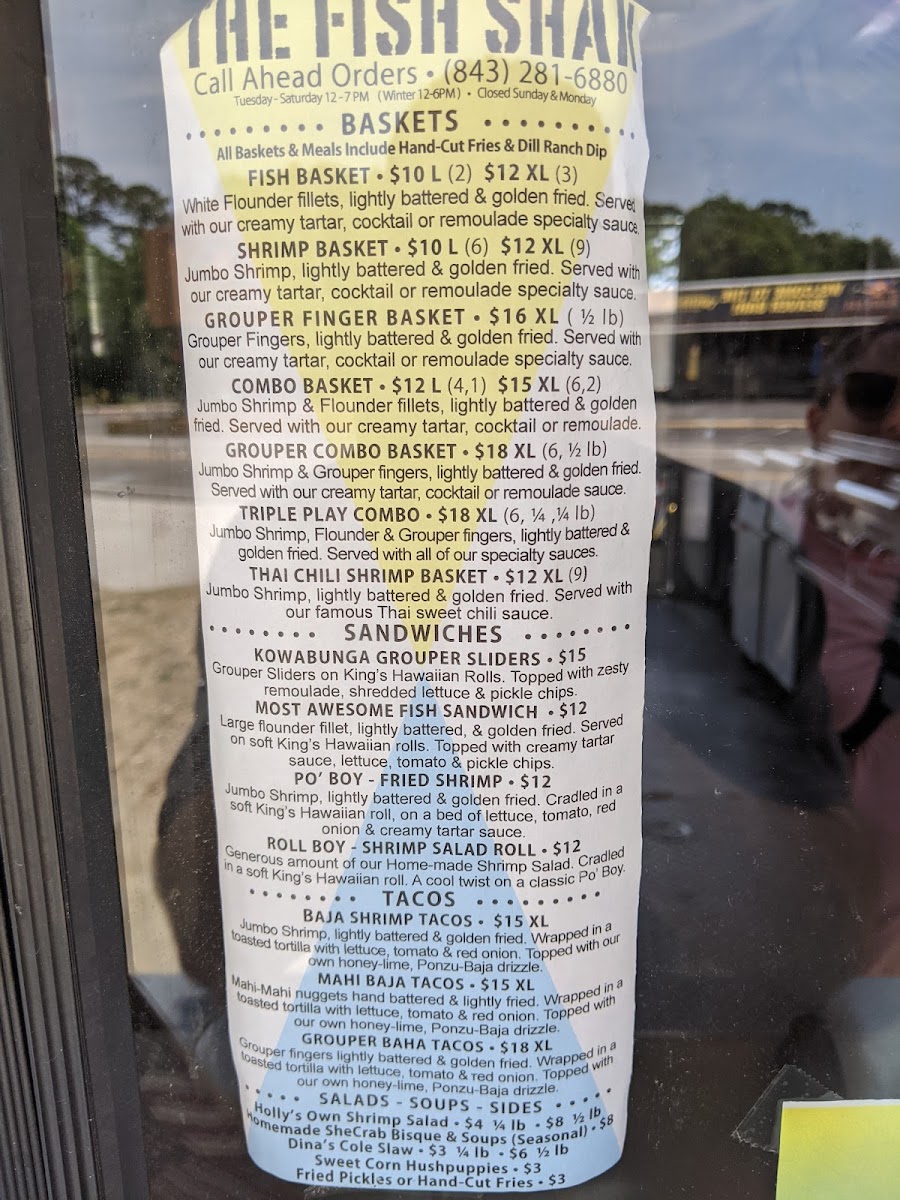 THE FISH SHAK
Call Ahead Orders • (843) 281-6880
Tuesday - Saturday 12 - 7 PM (Winter 12-6PM) • Closed Sunday & Monday
BASKETS
All Baskets & Meals Include Hand-Cut Fries & Dill Ranch Dip
FISH BASKET • $10 L (2) $12 XL (3)
White Flounder fillets, lightly battered & golden fried. Served
with our creamy tartar, cocktail or remoulade specialty sauce.
SHRIMP BASKET • $10 L (6) $12 XL (9)
Jumbo Shrimp, lightly battered & golden fried. Served with
our creamy tartar, cocktail or remoulade specialty sauce.
GROUPER FINGER BASKET • $16 XL ( ½ lb)
Grouper Fingers, lightly battered & golden fried. Served with
our creamy tartar, cocktail or remoulade specialty sauce.
COMBO BASKET • $12 L (4,1) $15 XL (6,2)
Jumbo Shrimp & Flounder fillets, lightly battered & golden
fried. Served with our creamy tartar, cocktail or remoulade.
GROUPER COMBO BASKET • $18 XL (6, ½ lb)
Jumbo Shrimp & Grouper fingers, lightly battered & golden fried.
Served with our creamy tartar, cocktail or remoulade sauce.
TRIPLE PLAY COMBO • $18 XL (6, ¼ ,¼ lb)
Jumbo Shrimp, Flounder & Grouper fingers, lightly battered &
golden fried. Served with all of our specialty sauces.
THAI CHILI SHRIMP BASKET • $12 XL (9)
Jumbo Shrimp, lightly battered & golden fried. Served with
our famous Thai sweet chili sauce.
SANDWICHES
KOWABUNGA GROUPER SLIDERS • $15
Grouper Sliders on King's Hawaiian Rolls. Topped with zesty
remoulade, shredded lettuce & pickle chips.
MOST AWESOME FISH SANDWICH • $12
Large flounder fillet, lightly battered, & golden fried. Served
on soft King's Hawaiian rolls. Topped with creamy tartar
sauce, lettuce, tomato & pickle chips.
PO' BOY - FRIED SHRIMP • $12
Jumbo Shrimp, lightly battered & golden fried. Cradled in a
soft King's Hawaiian roll, on a bed of lettuce, tomato, red
onion & creamy tartar sauce.
ROLL BOY - SHRIMP SALAD ROLL • $12
Generous amount of our Home-made Shrimp Salad. Cradled
in a soft King's Hawaiian roll. A cool twist on a classic Po' Boy.
TACOS
BAJA SHRIMP TACOS • $15 XL
Jumbo Shrimp, lightly battered & golden fried. Wrapped in a
toasted tortilla with lettuce, tomato & red onion. Topped with our
own honey-lime, Ponzu-Baja drizzle.
MAHI BAJA TACOS • $15 XL
Mahi-Mahi nuggets hand battered & lightly fried. Wrapped in a
toasted tortilla with lettuce, tomato & red onion. Topped with
our own honey-lime, Ponzu-Baja drizzle.
GROUPER BAHA TACOS • $18 XL
Grouper fingers lightly battered & golden fried. Wrapped in a
toasted tortilla with lettuce, tomato & red onion. Topped with
our own honey-lime, Ponzu-Baja drizzle.
SALADS - SOUPS - SIDES
Holly's Own Shrimp Salad • $4 ¼ lb • $8 ½ lb
Homemade SheCrab Bisque & Soups (Seasonal) • $8
Dina's Cole Slaw • $3 ¼ lb • $6 ½ lb
Sweet Corn Hushpuppies • $3
Fried Pickles or Hand-Cut Fries • $3